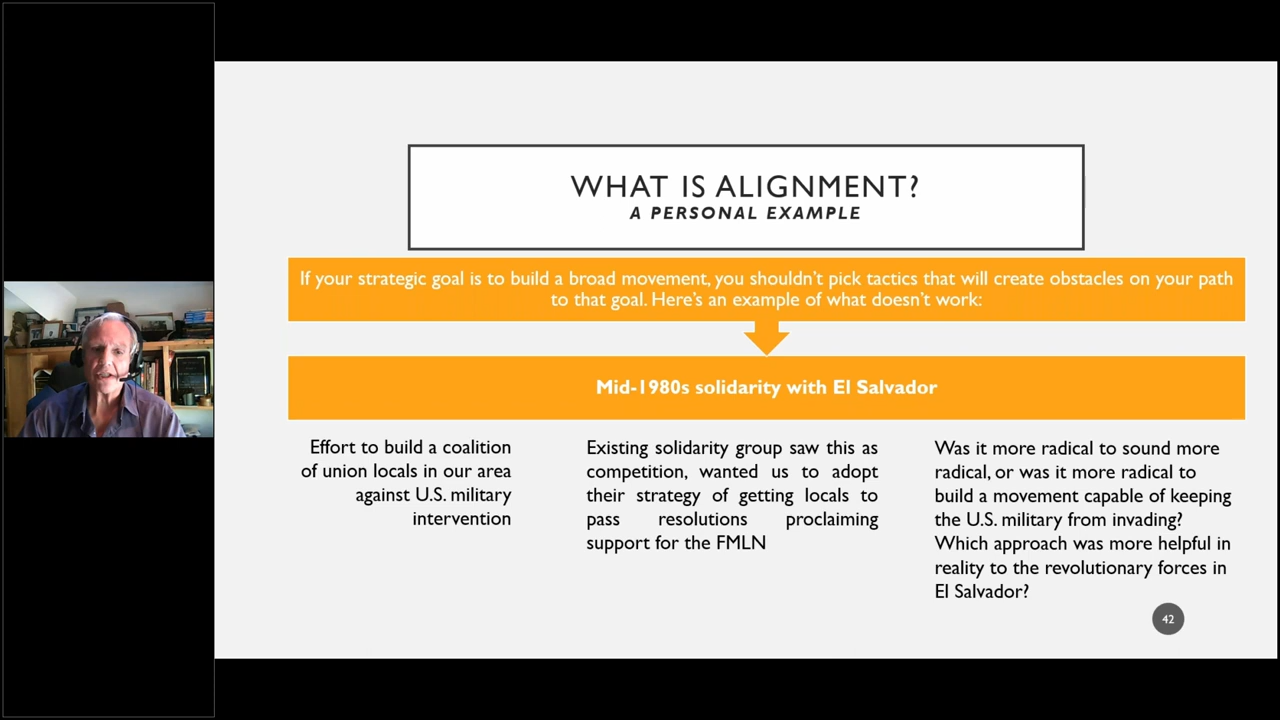 WHAT IS ALIGNMENT?
A PERSONAL EXAMPLE
If your strategic goal is to build a broad movement, you shouldn't pick tactics that will create obstacles on your path
to that goal. Here's an example of what doesn't work:
Mid-1980s solidarity with El Salvador
Effort to build a coalition
of union locals in our area
against U.S. military
intervention
Existing solidarity group saw this as
competition, wanted us to adopt
their strategy of getting locals to
pass resolutions proclaiming
support for the FMLN
Was it more radical to sound more
radical, or was it more radical to
build a movement capable of keeping
the U.S. military from invading?
Which approach was more helpful in
reality to the revolutionary forces in
El Salvador?
42